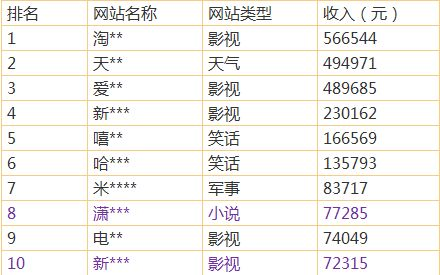 排名 网站名称 网站类型 收入（元）
1 淘** 影视 566544
2 天** 天气 494971
3 爱** 影视 489685
4 新*** 影视 230162
5 嘻** 笑话 166569
6 哈*** 笑话 135793
7 米**** 军事 83717
8 潇*** 小说 77285
9 电** 影视 74049
10 新*** 影视 72315